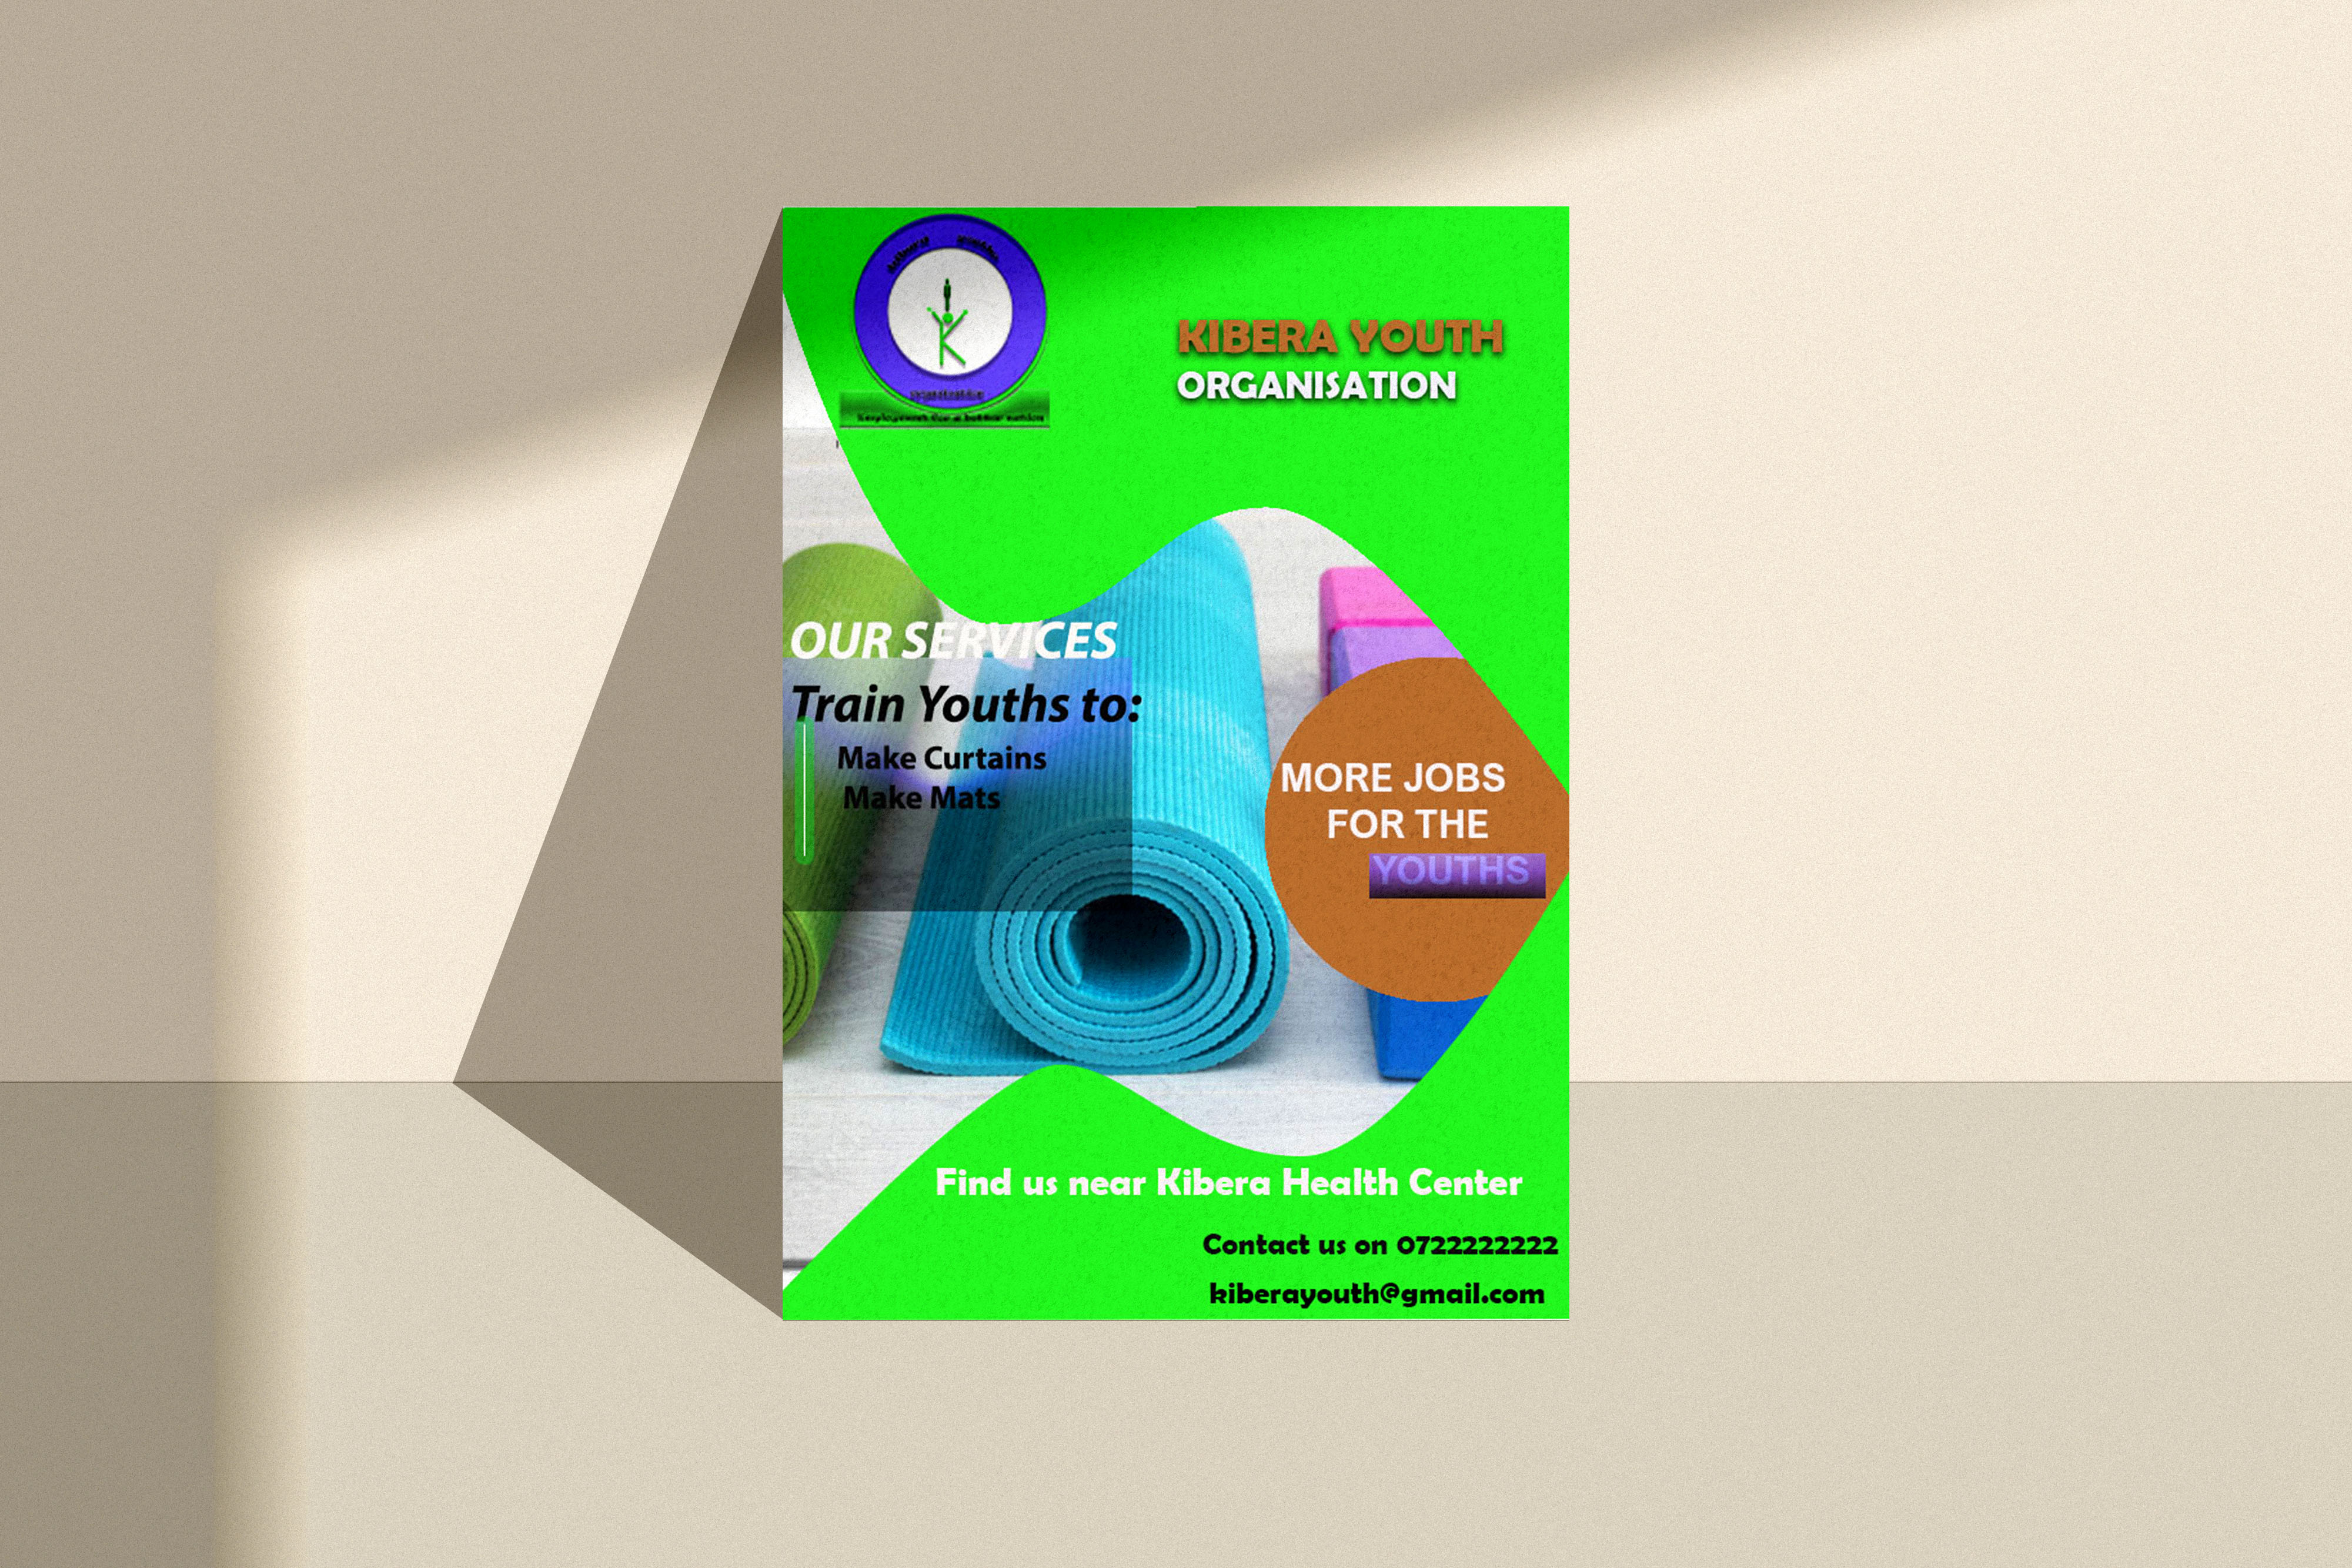 KIBERA YOUTH
ORGANISATION
OUR SERVICES
Train Youths to:
Make Curtains
Make Mats
MORE JOBS
FOR THE
YOUTHS
Find us near Kibera Health Center
Contact us on 0722222222
kiberayouth@gmail.com